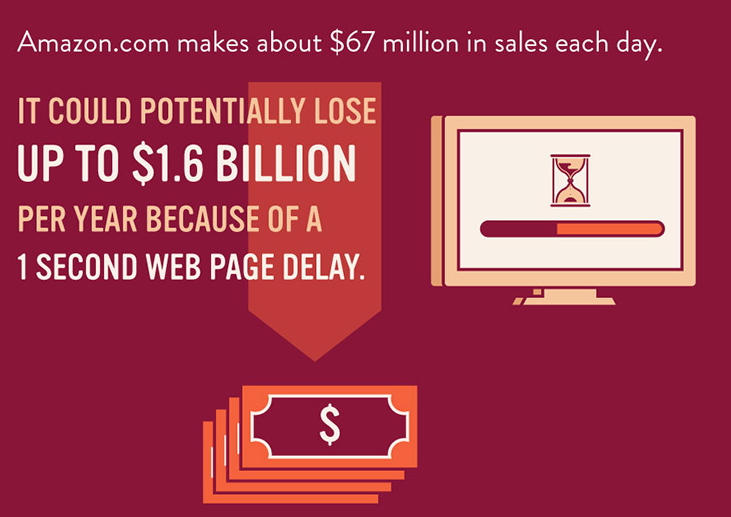 Amazon.com makes about $67 million in sales each day.
IT COULD POTENTIALLY LOSE
UP TO $1.6 BILLION
PER YEAR BECAUSE OF A
1 SECOND WEB PAGE DELAY.
$